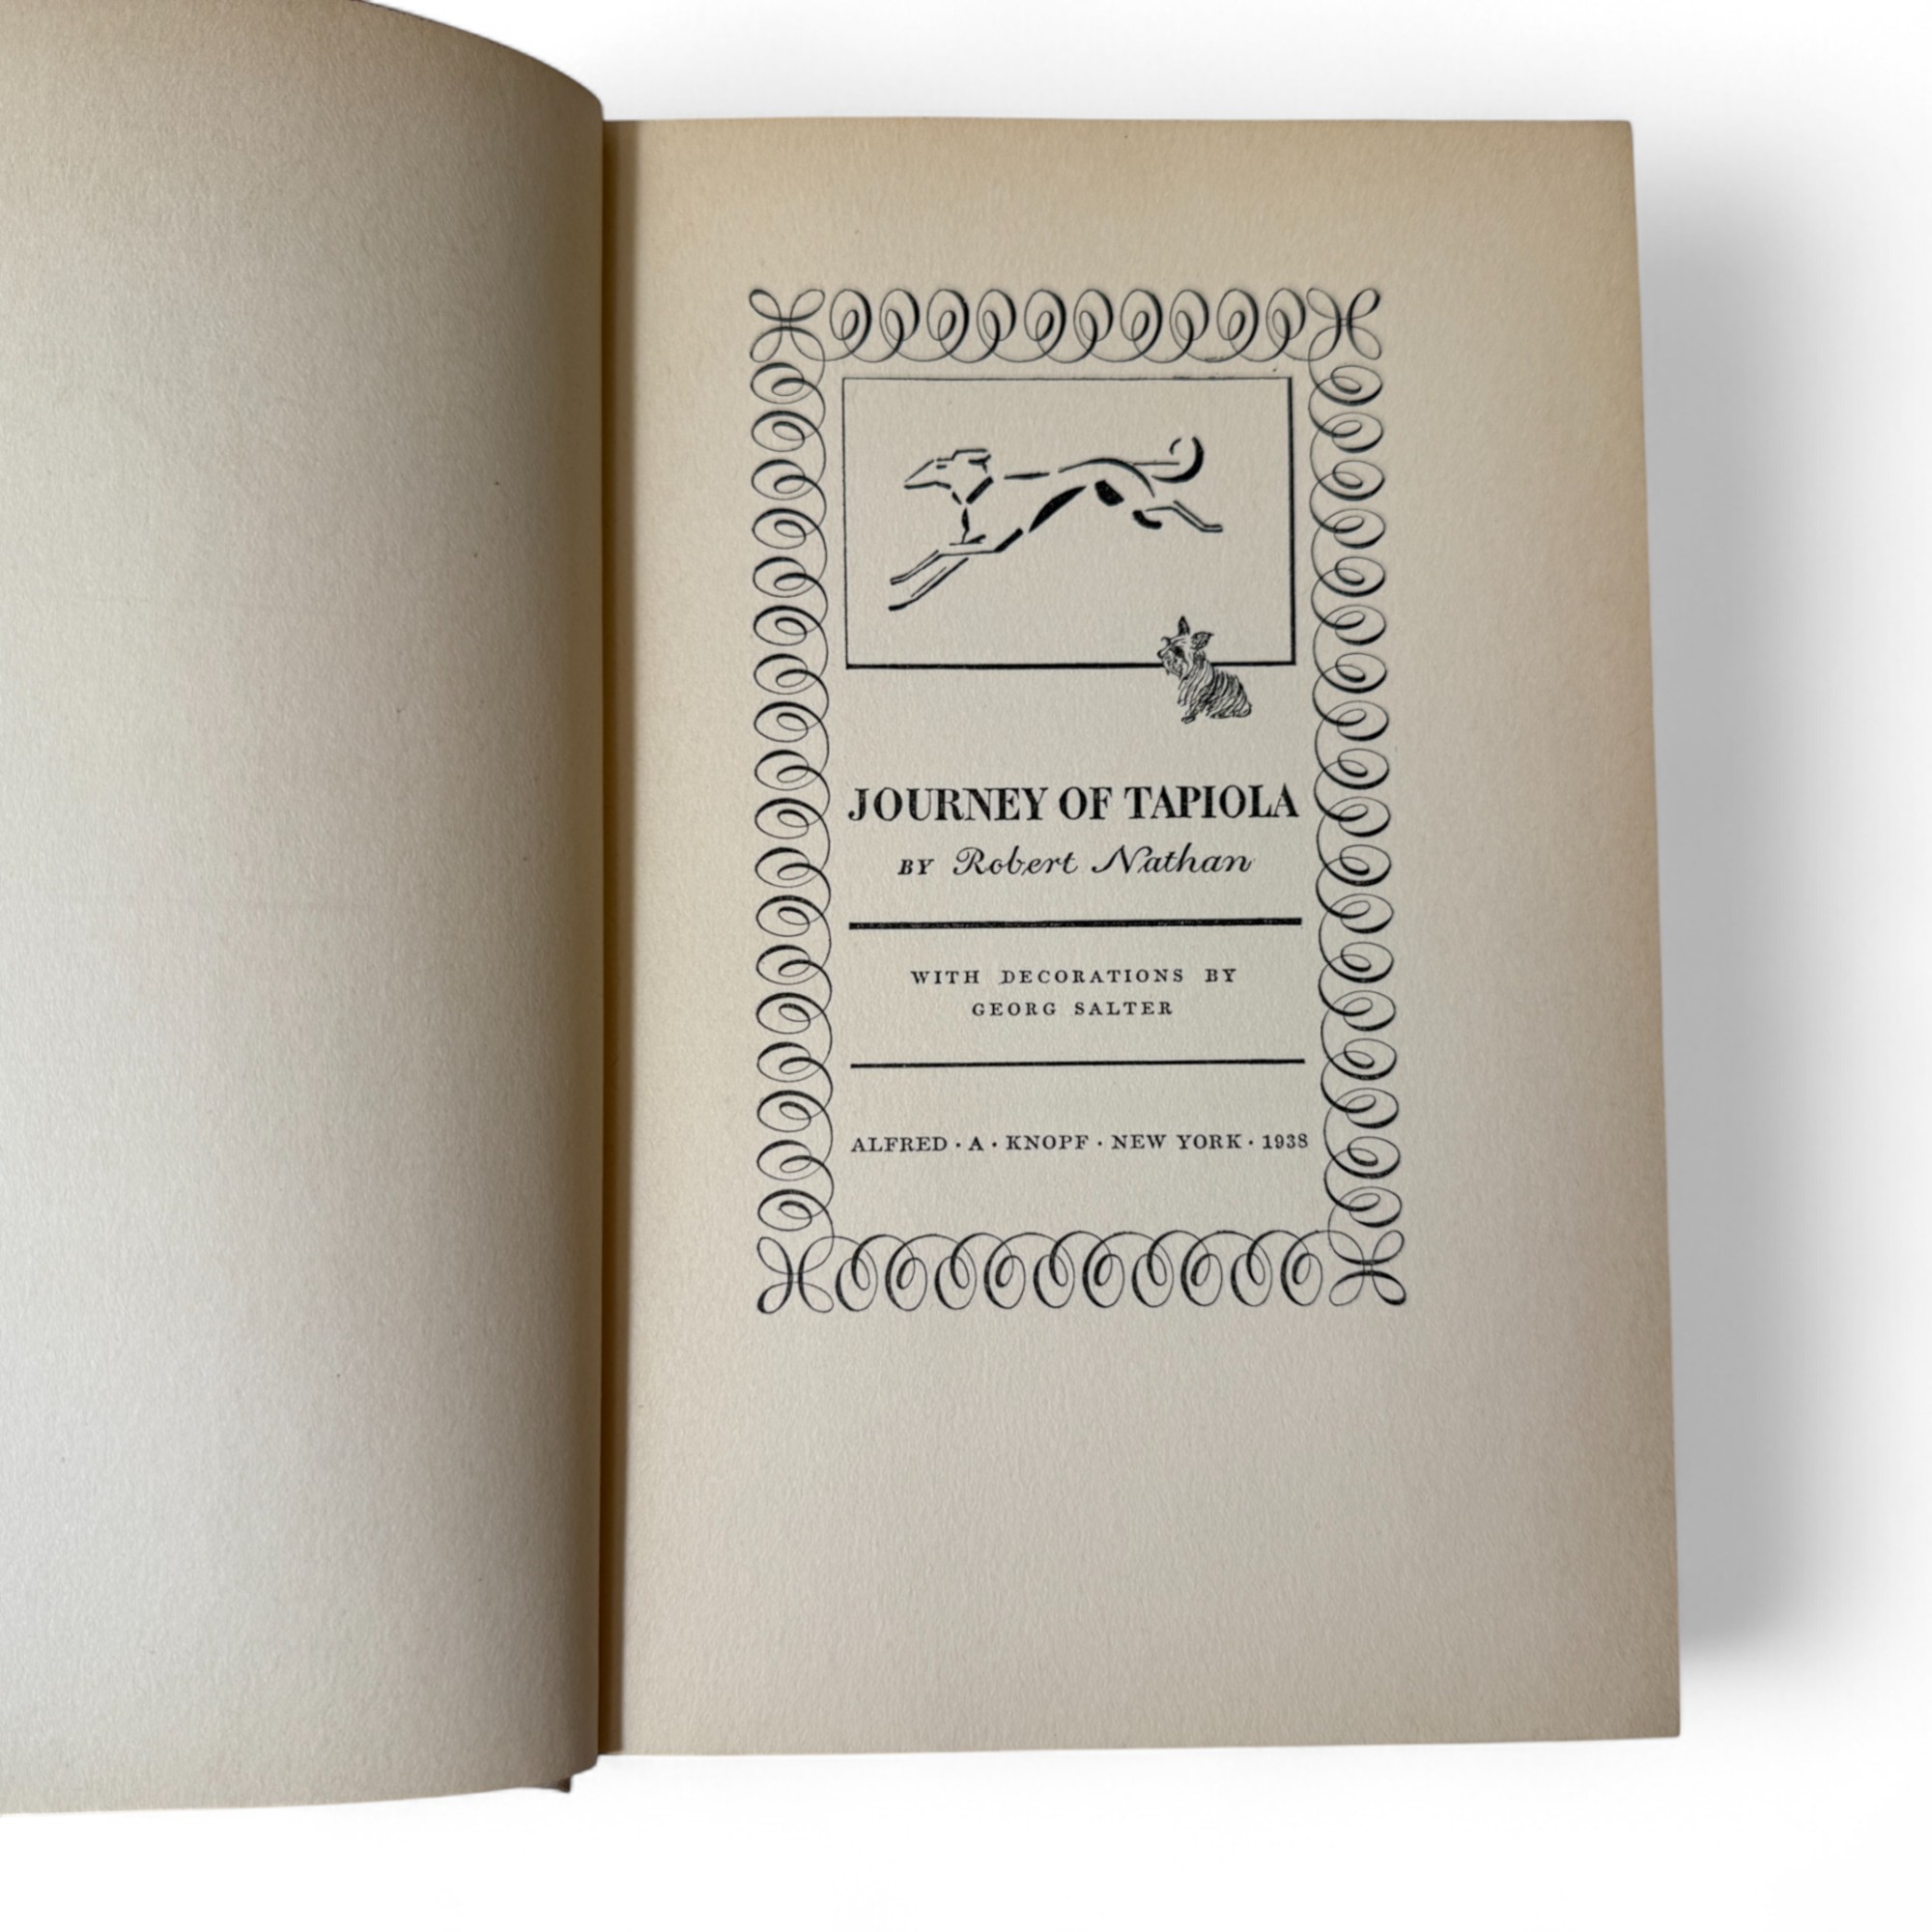 JOURNEY OF TAPIOLA
BY Robert Nathan
WITH DECORATIONS BY
GEORG SALTER
ALFRED · A · KNOPF · NEW YORK · 1938